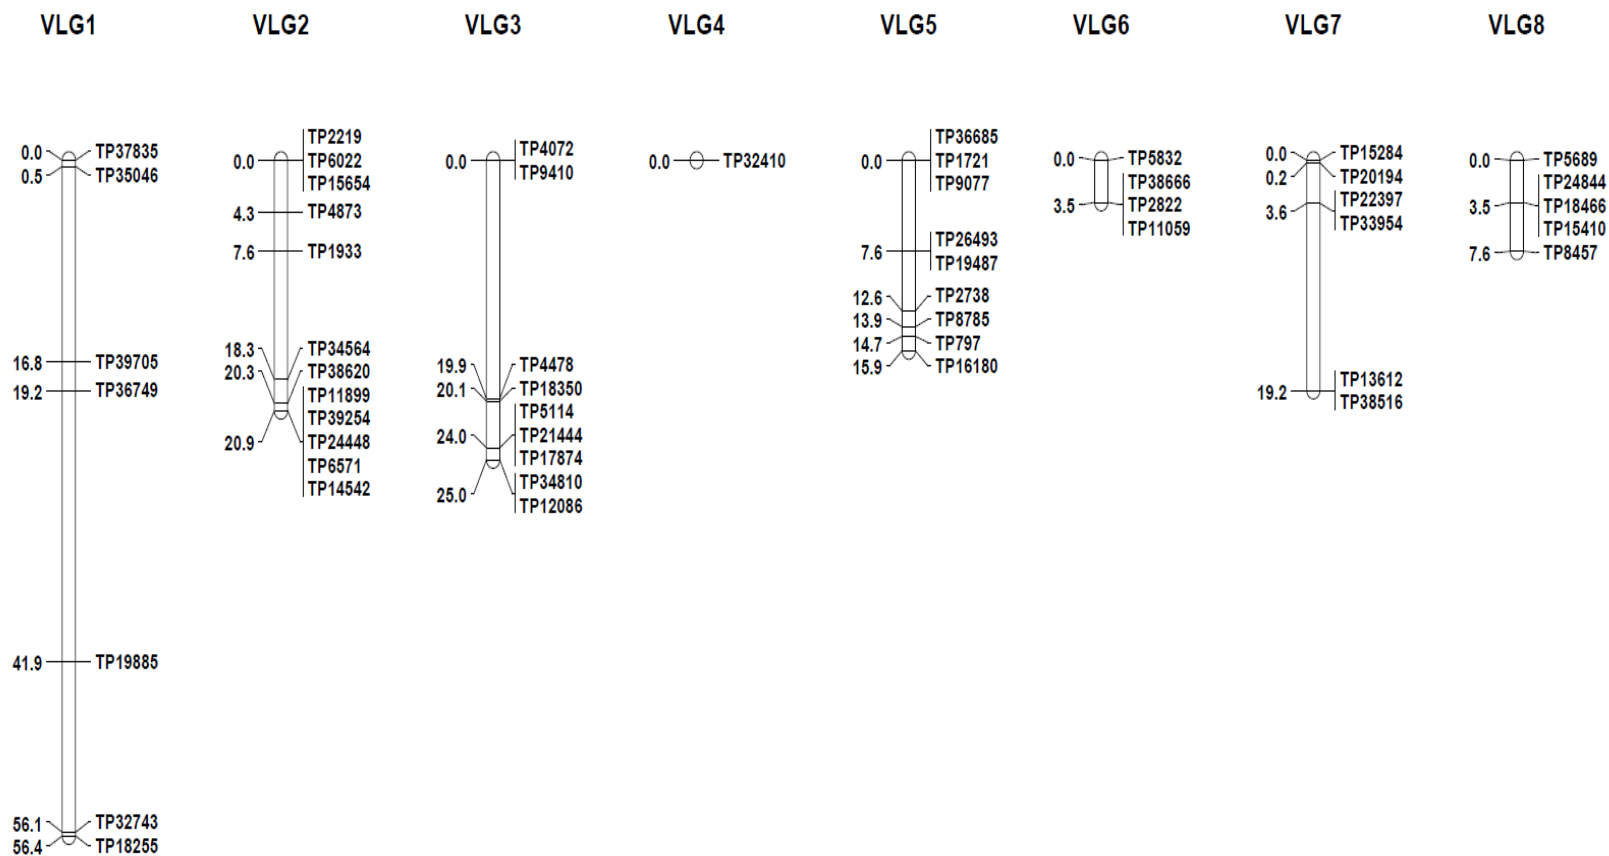 VLG1 VLG2 VLG3 VLG4 VLG5 VLG6 VLG7 VLG8
0.0 TP37835
0.5 TP35046
16.8 TP39705
19.2 TP36749
41.9 TP19885
56.1 TP32743
56.4 TP18255
TP2219
0.0 TP6022
TP15654
4.3 TP4873
7.6 TP1933
18.3 TP34564
20.3 TP38620
TP11899
TP39254
20.9 TP24448
TP6571
TP14542
TP4072
0.0
TP9410
19.9 TP4478
20.1 TP18350
TP5114
24.0 TP21444
TP17874
TP34810
25.0
TP12086
0.0 TP32410
TP36685
0.0 TP1721
TP9077
TP26493
7.6
TP19487
12.6 TP2738
13.9 TP8785
14.7 TP797
15.9 TP16180
0.0 TP5832
TP38666
3.5 TP2822
TP11059
0.0 TP15284
0.2 TP20194
TP22397
3.6
TP33954
TP13612
19.2
TP38516
0.0 TP5689
TP24844
3.5 TP18466
TP15410
7.6 TP8457